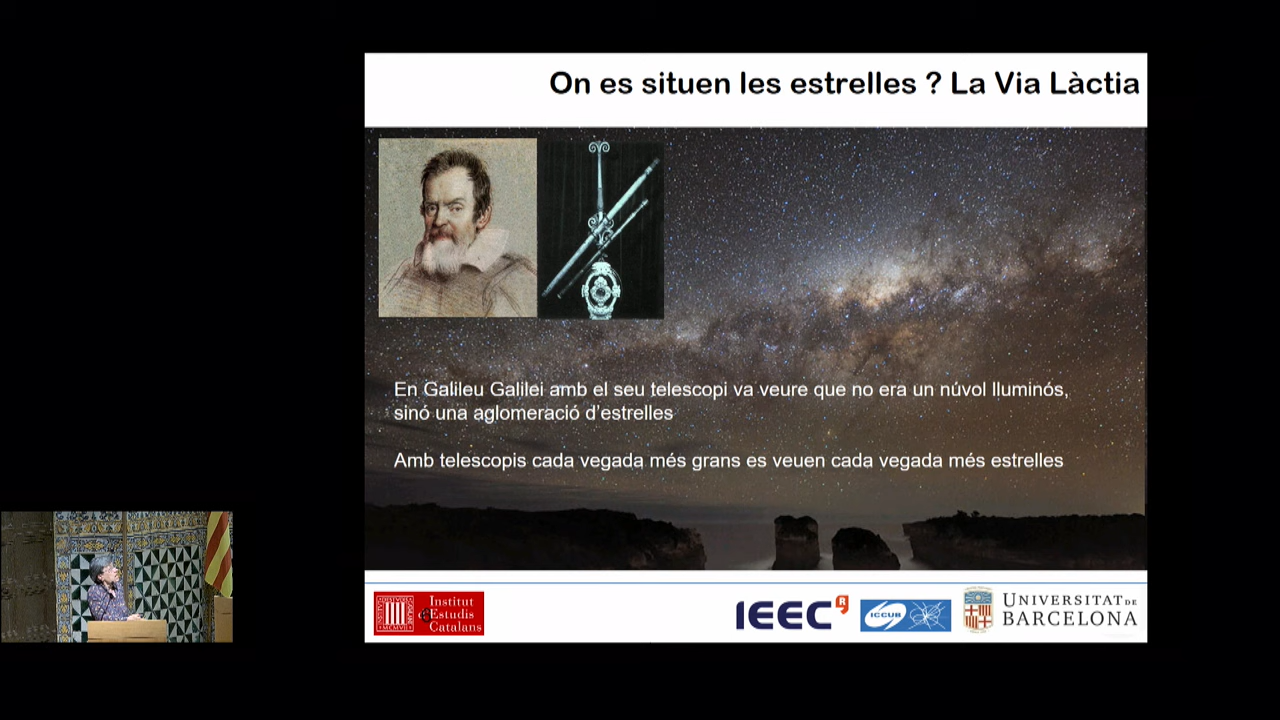 On es situen les estrelles ? La Via Làctia
En Galileu Galilei amb el seu telescopi va veure que no era un núvol lluminós,
sinó una aglomeració d'estrelles
Amb telescopis cada vegada més grans es veuen cada vegada més estrelles
Institut
d'Estudis
Catalans
IEEC
R
ICCUB
UNIVERSITAT DE
BARCELONA